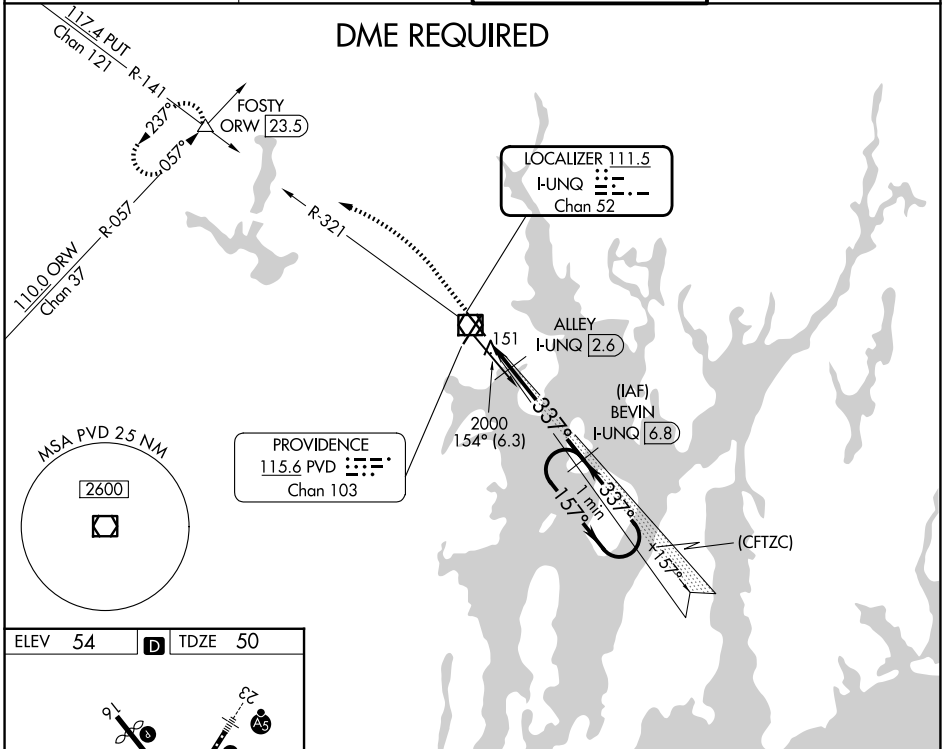 DME REQUIRED
117.4 PUT
Chan 121
R-141
237°
057°
FOSTY
ORW 23.5
R-057
110.0 ORW
Chan 37
R-321
LOCALIZER 111.5
I-UNQ
Chan 52
151
ALLEY
I-UNQ 2.6
2000
154° (6.3)
337°
(IAF)
BEVIN
I-UNQ 6.8
PROVIDENCE
115.6 PVD
Chan 103
1 min
157°
337°
(CFTZC)
157°
MSA PVD 25 NM
2600
ELEV 54
D
TDZE 50
16
23
A5